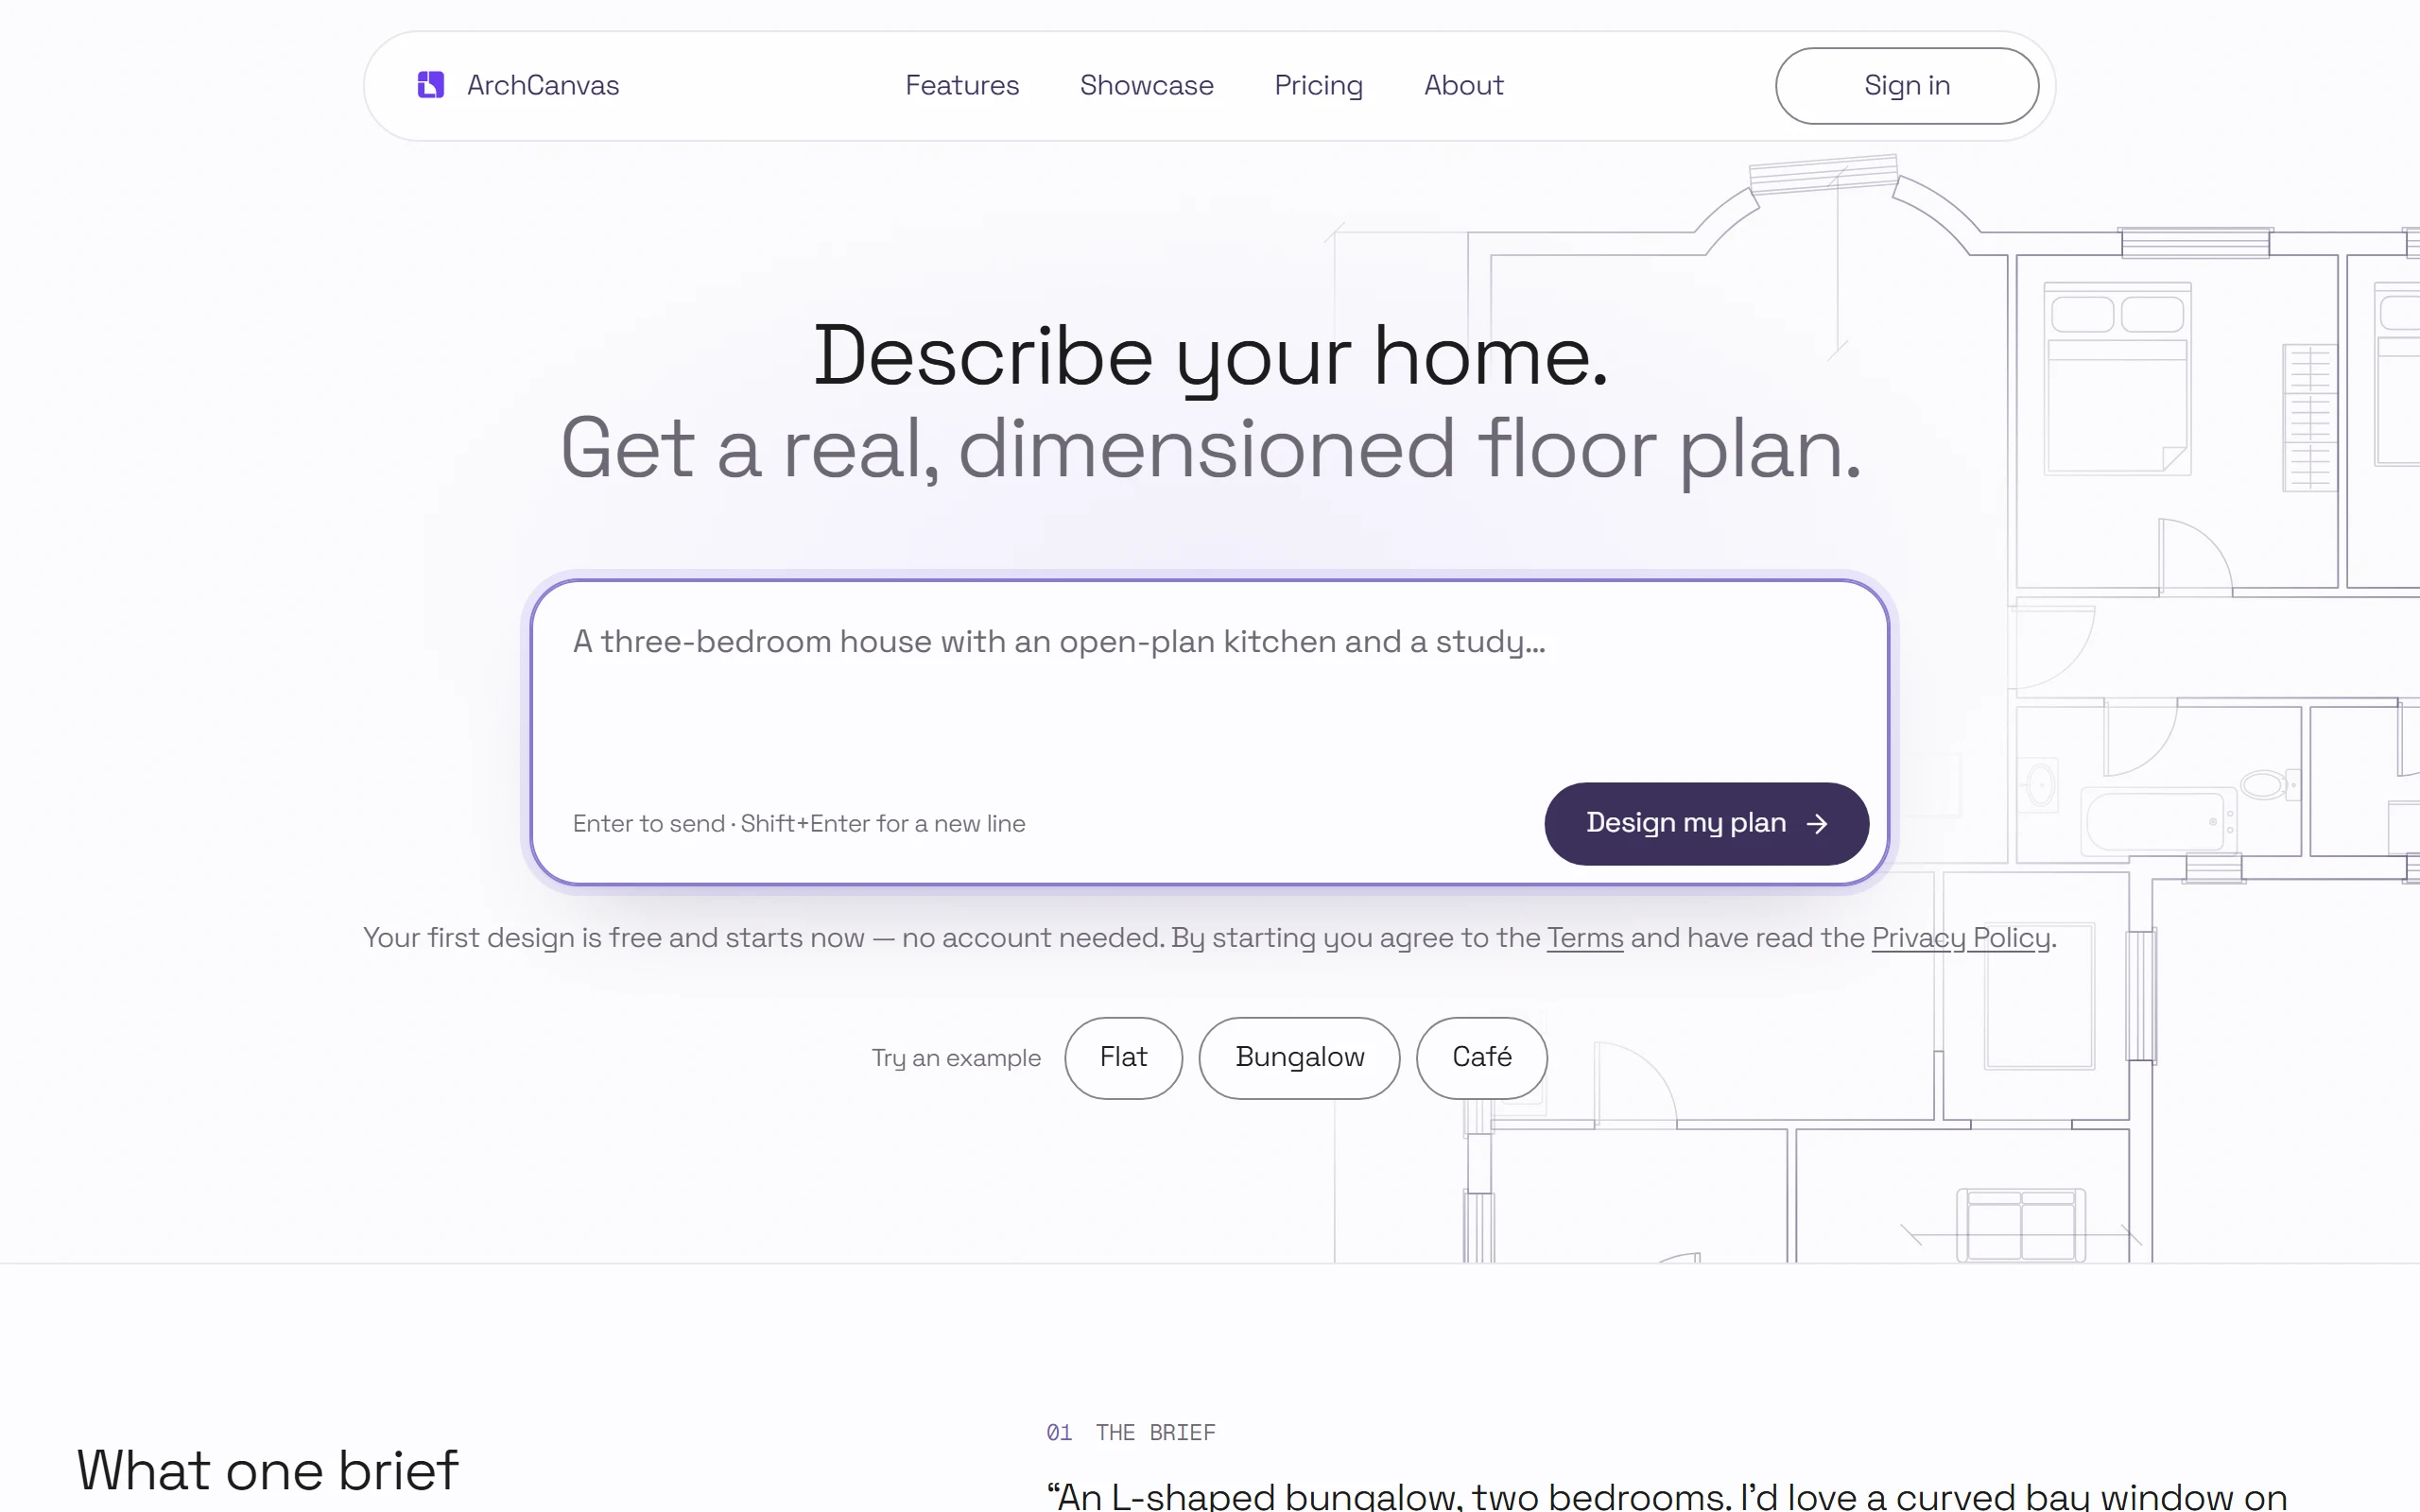 ArchCanvas
Features
Showcase
Pricing
About
Sign in
Describe your home.
Get a real, dimensioned floor plan.
A three-bedroom house with an open-plan kitchen and a study…
Enter to send · Shift+Enter for a new line
Design my plan →
Your first design is free and starts now — no account needed. By starting you agree to the Terms and have read the Privacy Policy.
Try an example
Flat
Bungalow
Café
What one brief
01 THE BRIEF
“An L-shaped bungalow, two bedrooms. I’d love a curved bay window on